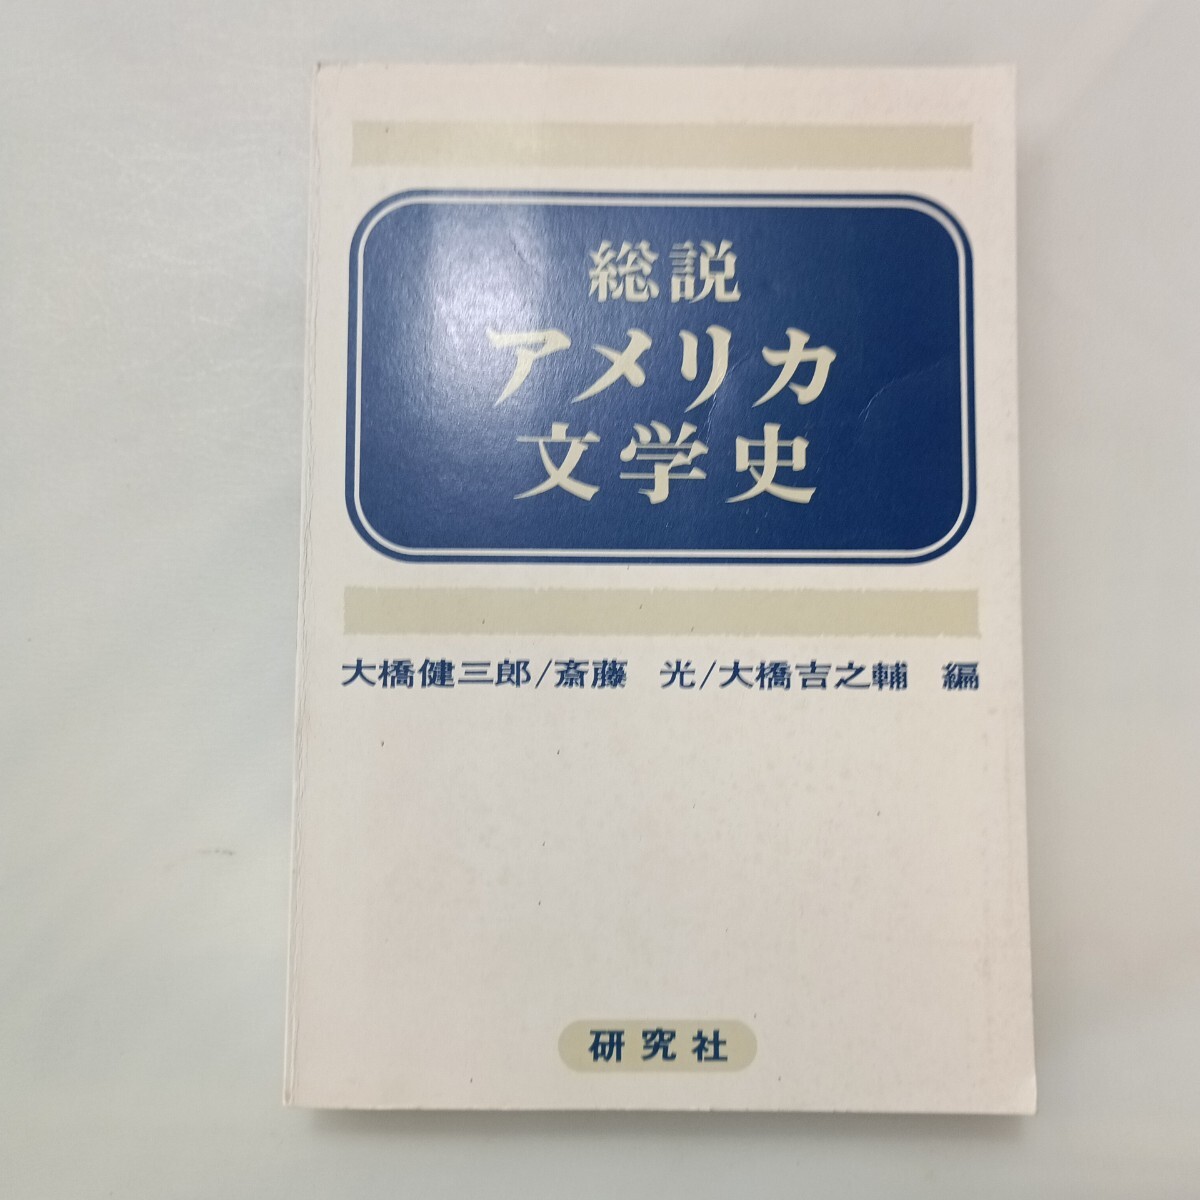 総説
アメリカ
文学史
大橋健三郎/斎藤　光/大橋吉之輔　編
研究社